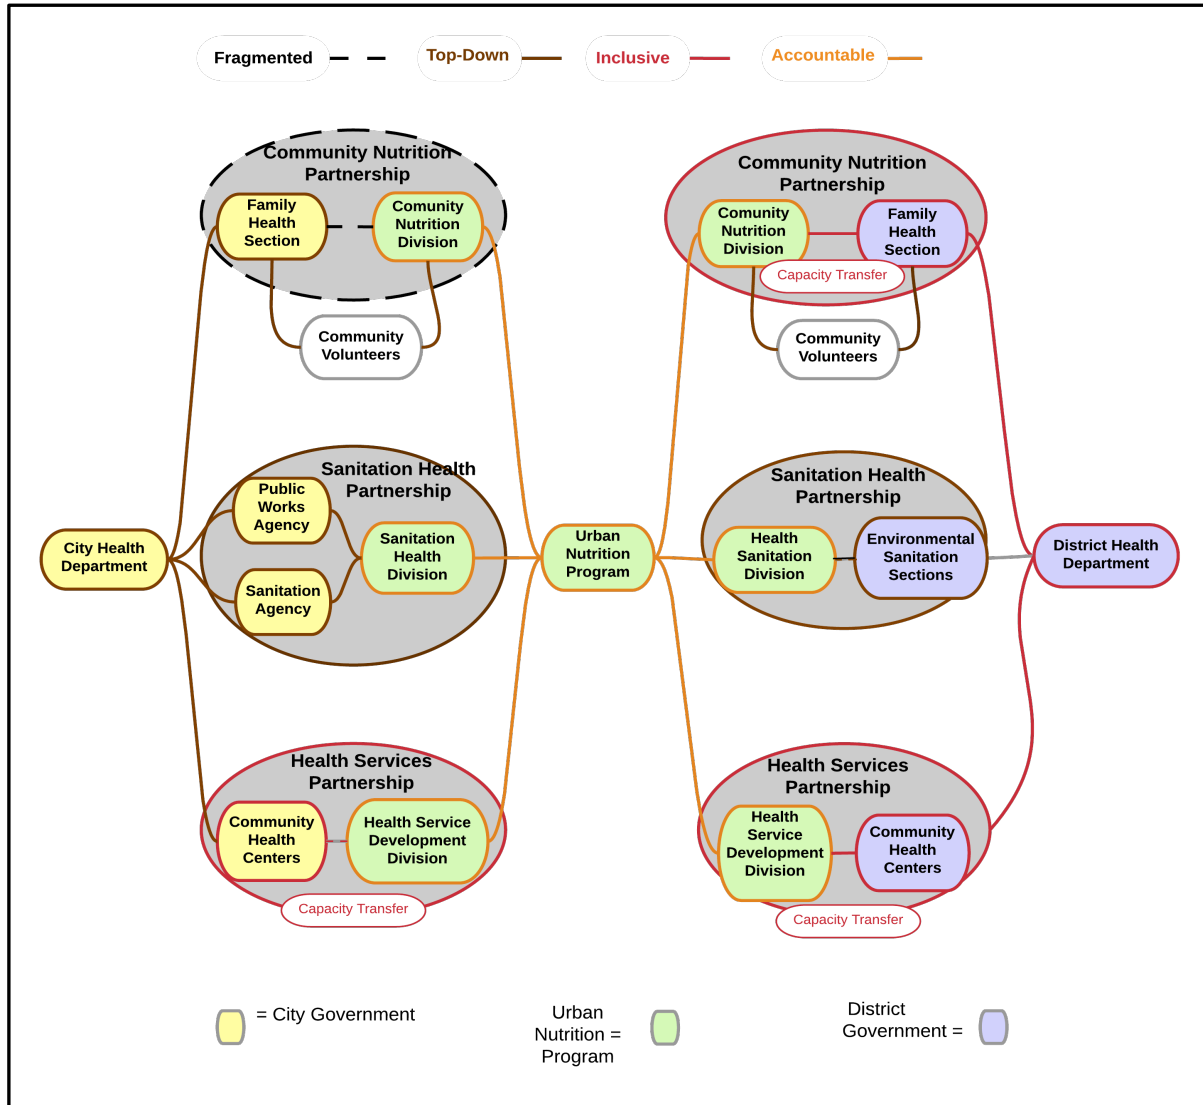 Fragmented
Top-Down
Inclusive
Accountable
Community Nutrition
Partnership
Family
Health
Section
Comunity
Nutrition
Division
Community
Volunteers
Community Nutrition
Partnership
Comunity
Nutrition
Division
Family
Health
Section
Capacity Transfer
Community
Volunteers
Sanitation Health
Partnership
Public
Works
Agency
Sanitation
Agency
Sanitation
Health
Division
City Health
Department
Urban
Nutrition
Program
Sanitation Health
Partnership
Health
Sanitation
Division
Environmental
Sanitation
Sections
District Health
Department
Health Services
Partnership
Community
Health
Centers
Health Service
Development
Division
Capacity Transfer
Health Services
Partnership
Health
Service
Development
Division
Community
Health
Centers
Capacity Transfer
= City Government
Urban
Nutrition =
Program
District
Government =